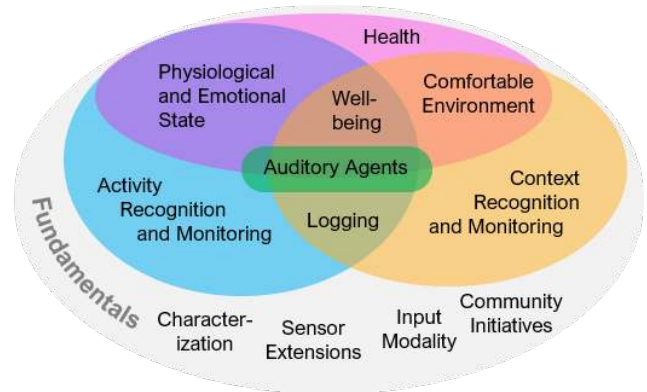 Health
Physiological
and Emotional
State
Well-
being
Comfortable
Environment
Auditory Agents
Activity
Recognition
and Monitoring
Logging
Context
Recognition
and Monitoring
Fundamentals
Character-
ization
Sensor
Extensions
Input
Modality
Community
Initiatives